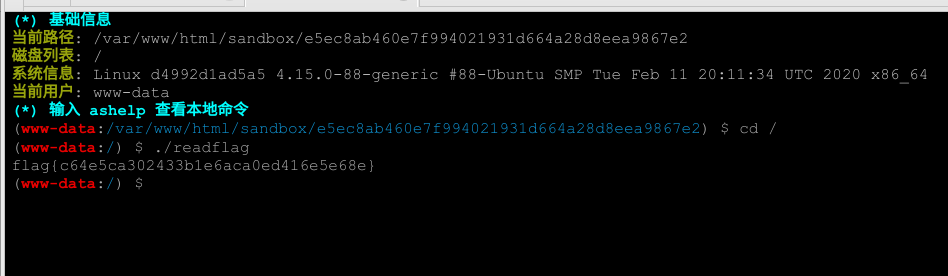 (*) 基础信息
当前路径: /var/www/html/sandbox/e5ec8ab460e7f994021931d664a28d8eea9867e2
磁盘列表: /
系统信息: Linux d4992d1ad5a5 4.15.0-88-generic #88-Ubuntu SMP Tue Feb 11 20:11:34 UTC 2020 x86_64
当前用户: www-data
(*) 输入 ashelp 查看本地命令
(www-data:/var/www/html/sandbox/e5ec8ab460e7f994021931d664a28d8eea9867e2) $ cd /
(www-data:/) $ ./readflag
flag{c64e5ca302433b1e6aca0ed416e5e68e}
(www-data:/) $